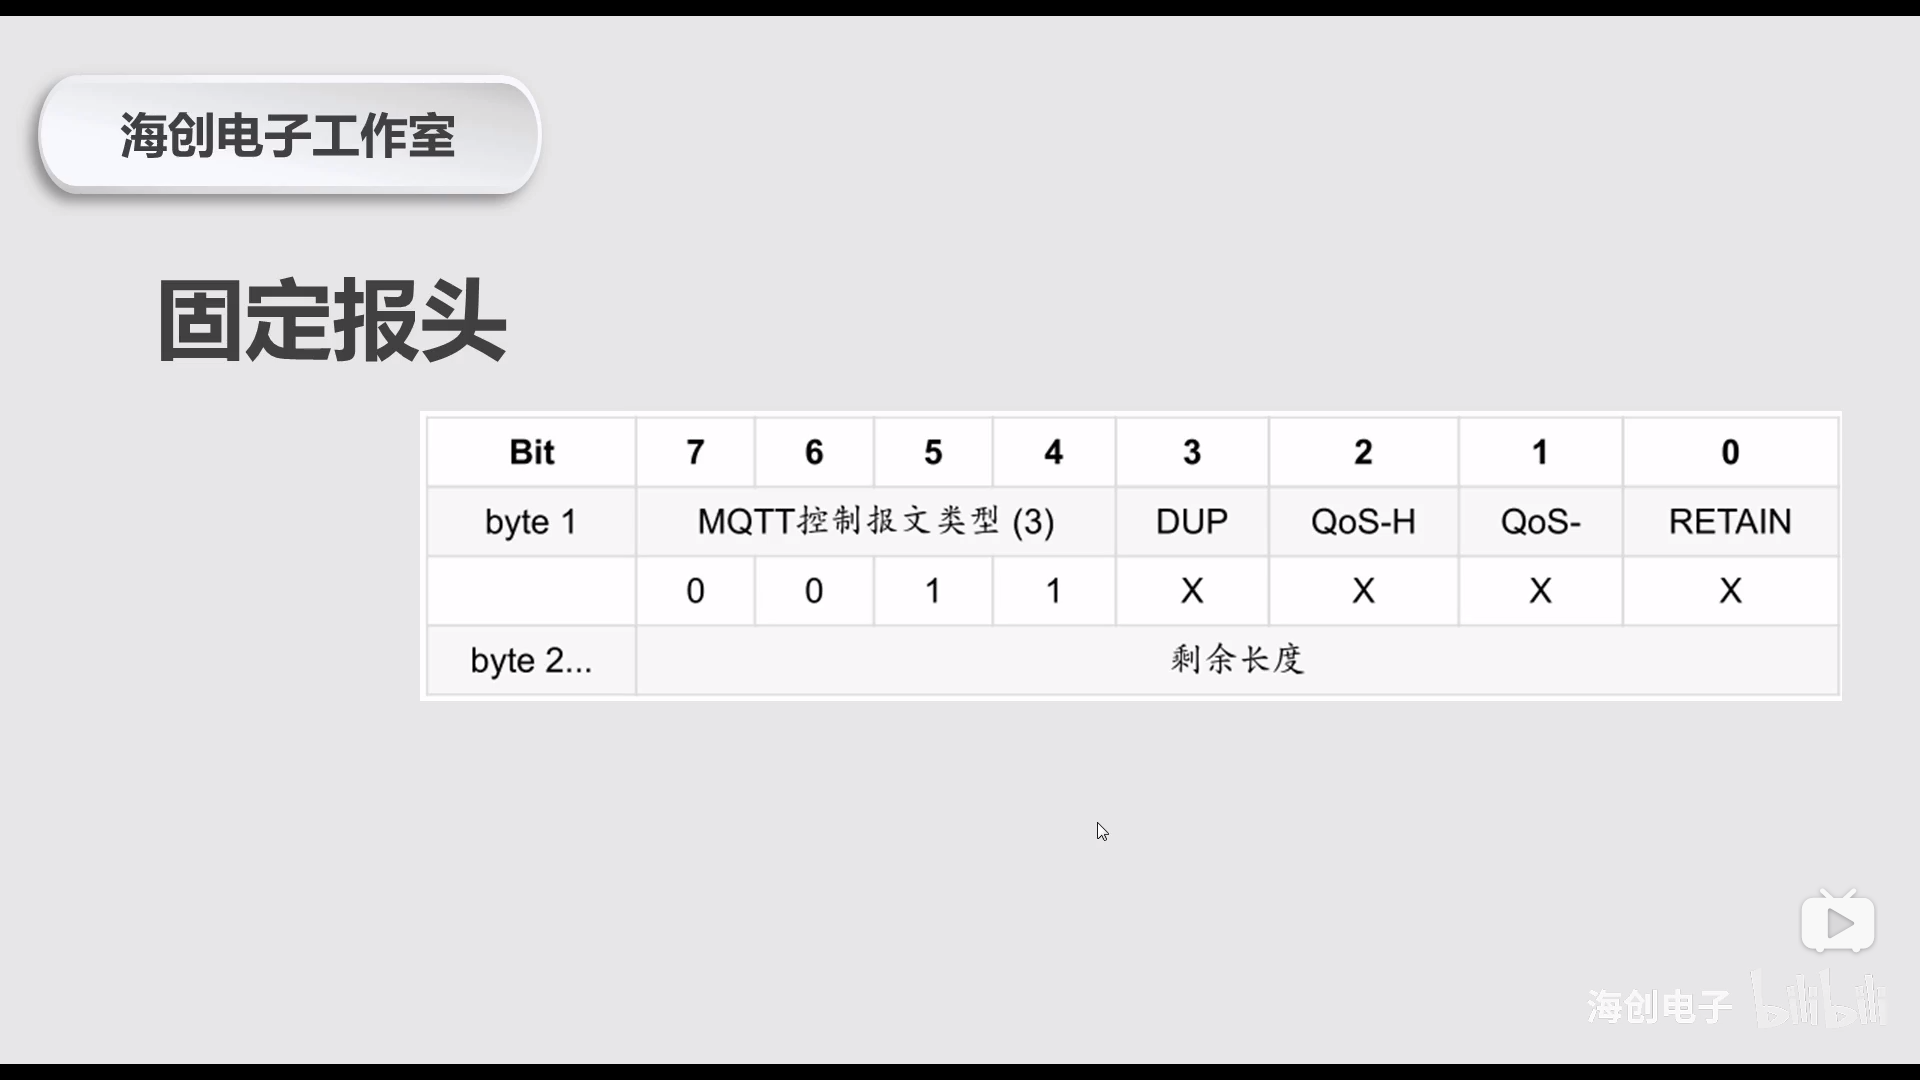 海创电子工作室
固定报头
Bit 7 6 5 4 3 2 1 0
byte 1 MQTT控制报文类型 (3) DUP QoS-H QoS- RETAIN
0 0 1 1 X X X X
byte 2... 剩余长度
海创电子 bilibili